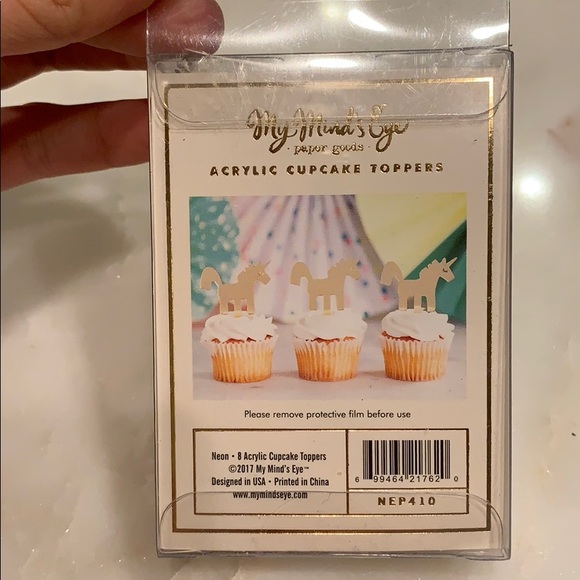 My Mind's Eye
· paper goods ·
ACRYLIC CUPCAKE TOPPERS
Please remove protective film before use
Neon • 8 Acrylic Cupcake Toppers
©2017 My Mind's Eye™
Designed in USA • Printed in China
www.mymindseye.com
6 99464 21762 0
NEP410